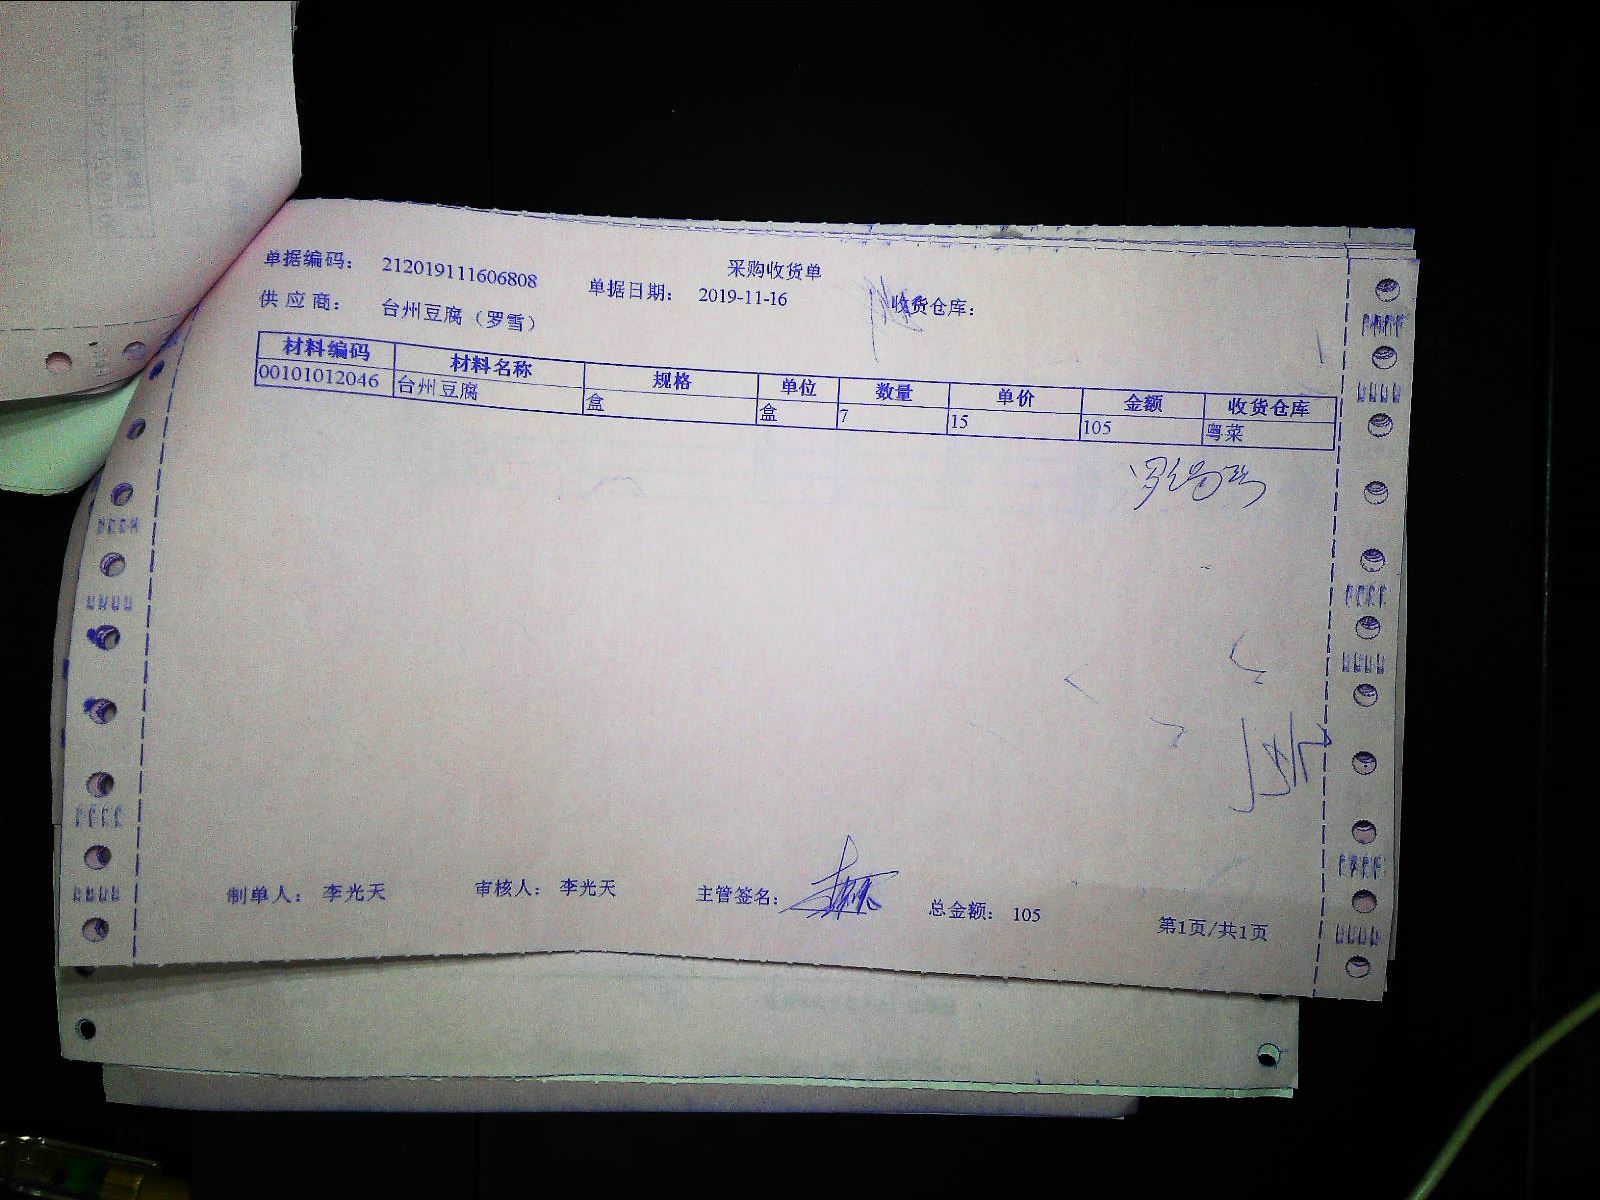 采购收货单
单据编码： 212019111606808 单据日期： 2019-11-16 收货仓库：
供应商： 台州豆腐（罗雪）
材料编码 材料名称 规格 单位 数量 单价 金额 收货仓库
00101012046 台州豆腐 盒 盒 7 15 105 粤菜
制单人： 李光天 审核人： 李光天 主管签名： 总金额： 105
第1页/共1页